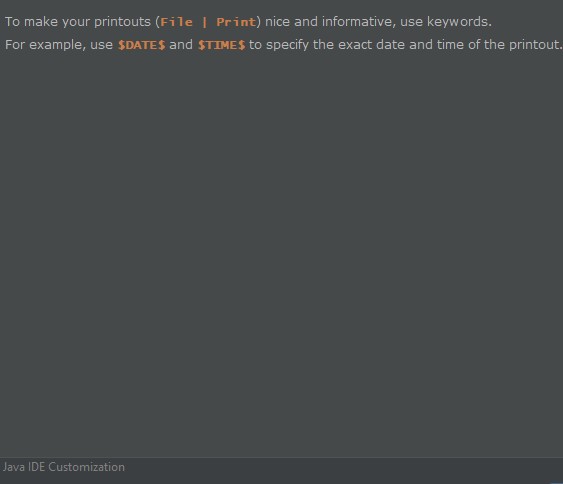 To make your printouts (File | Print) nice and informative, use keywords.
For example, use $DATE$ and $TIME$ to specify the exact date and time of the printout.
Java IDE Customization